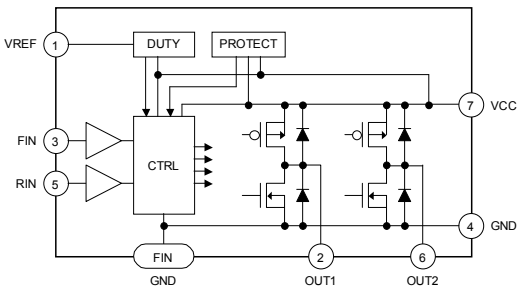 VREF 1 DUTY PROTECT
7 VCC
FIN 3
CTRL
RIN 5
4 GND
FIN 2 6
GND OUT1 OUT2